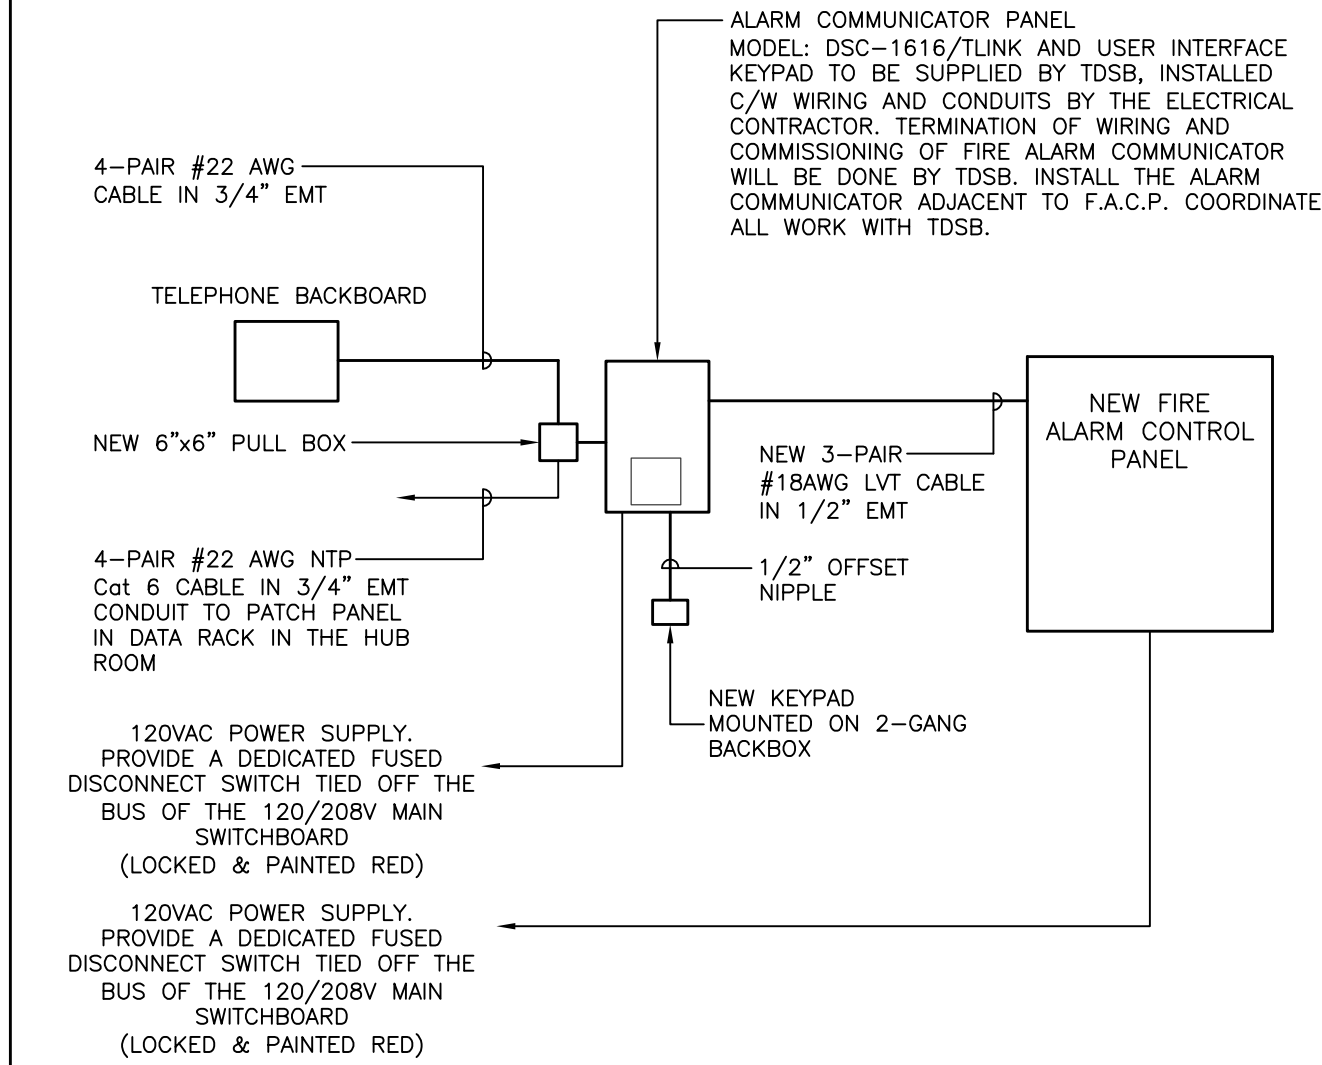 ALARM COMMUNICATOR PANEL
MODEL: DSC-1616/TLINK AND USER INTERFACE
KEYPAD TO BE SUPPLIED BY TDSB, INSTALLED
C/W WIRING AND CONDUITS BY THE ELECTRICAL
CONTRACTOR. TERMINATION OF WIRING AND
COMMISSIONING OF FIRE ALARM COMMUNICATOR
WILL BE DONE BY TDSB. INSTALL THE ALARM
COMMUNICATOR ADJACENT TO F.A.C.P. COORDINATE
ALL WORK WITH TDSB.
4-PAIR #22 AWG
CABLE IN 3/4" EMT
TELEPHONE BACKBOARD
NEW 6"x6" PULL BOX
NEW FIRE
ALARM CONTROL
PANEL
NEW 3-PAIR
#18AWG LVT CABLE
IN 1/2" EMT
4-PAIR #22 AWG NTP
Cat 6 CABLE IN 3/4" EMT
CONDUIT TO PATCH PANEL
IN DATA RACK IN THE HUB
ROOM
1/2" OFFSET
NIPPLE
NEW KEYPAD
MOUNTED ON 2-GANG
BACKBOX
120VAC POWER SUPPLY.
PROVIDE A DEDICATED FUSED
DISCONNECT SWITCH TIED OFF THE
BUS OF THE 120/208V MAIN
SWITCHBOARD
(LOCKED & PAINTED RED)
120VAC POWER SUPPLY.
PROVIDE A DEDICATED FUSED
DISCONNECT SWITCH TIED OFF THE
BUS OF THE 120/208V MAIN
SWITCHBOARD
(LOCKED & PAINTED RED)